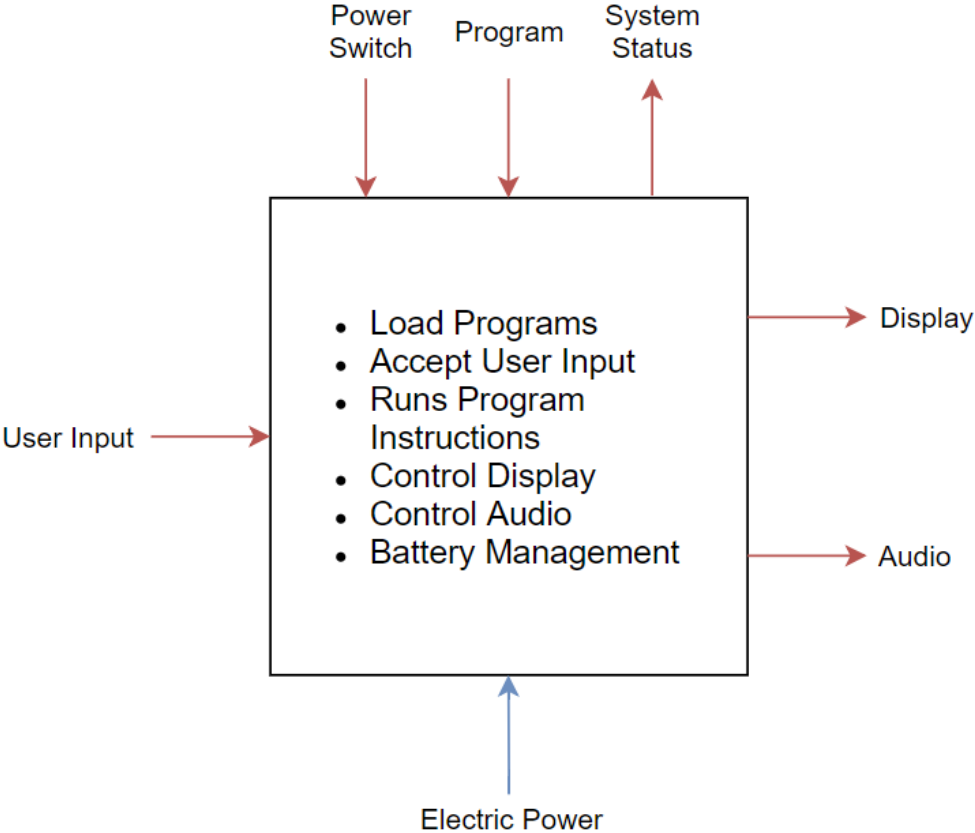 Power
Switch
Program
System
Status
• Load Programs
• Accept User Input
• Runs Program
Instructions
• Control Display
• Control Audio
• Battery Management
User Input
Display
Audio
Electric Power